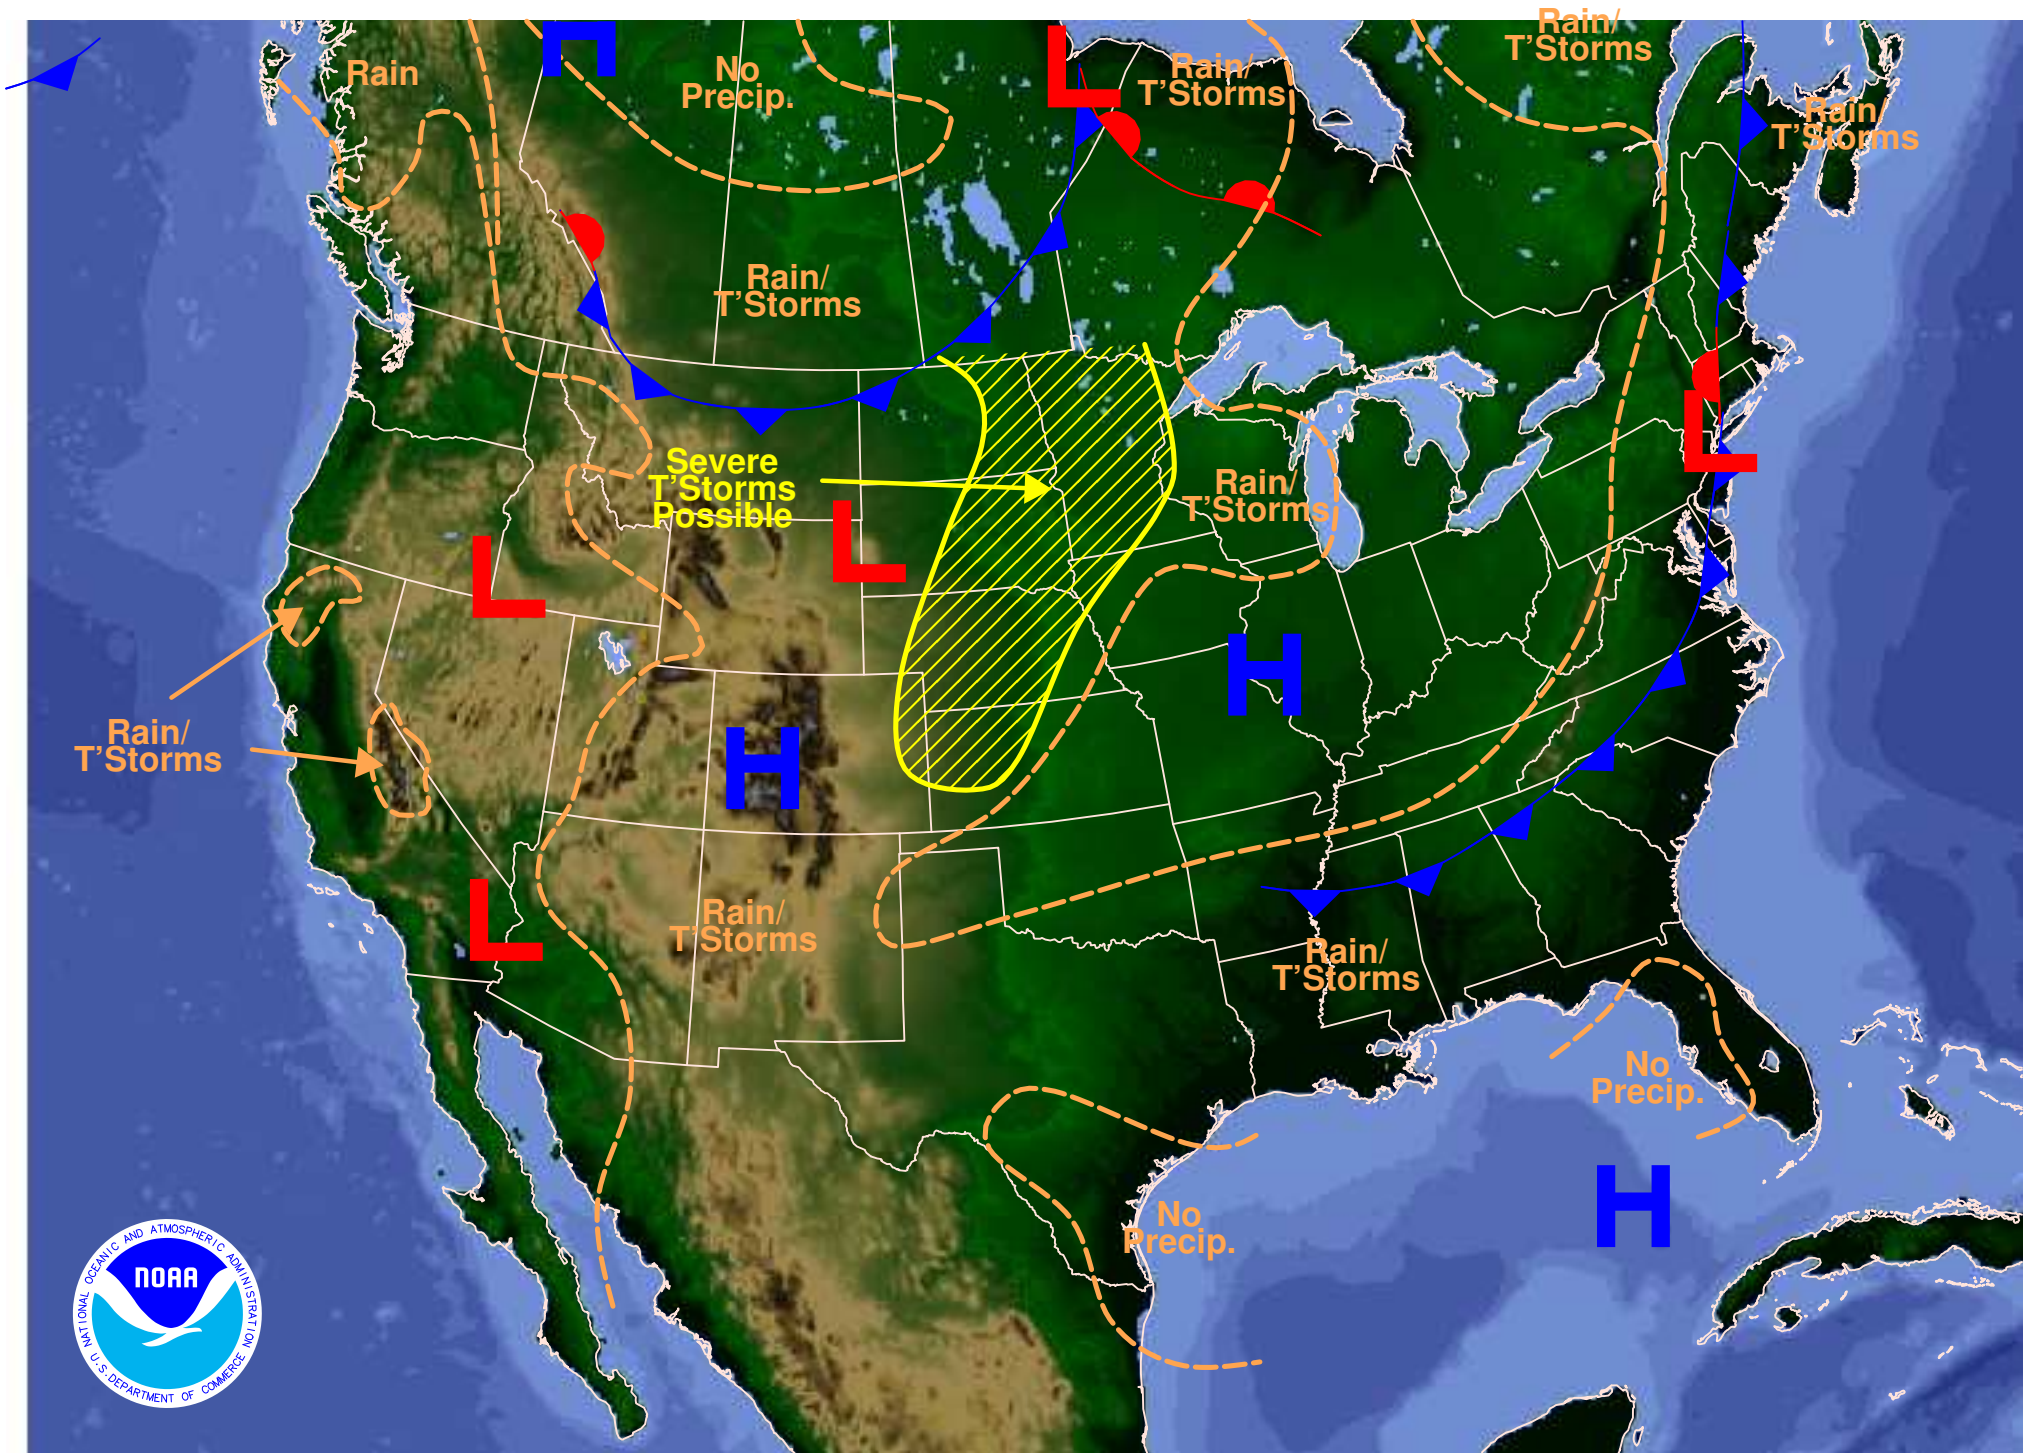 Rain/
T'Storms
Rain
No
Precip.
L
Rain/
T'Storms
Rain/
T'Storms
H
Rain/
T'Storms
L
Severe
T'Storms
Possible
Rain/
T'Storms
L
L
H
Rain/
T'Storms
H
L
Rain/
T'Storms
Rain/
T'Storms
No
Precip.
No
Precip.
H
NATIONAL OCEANIC AND ATMOSPHERIC ADMINISTRATION
NOAA
U.S. DEPARTMENT OF COMMERCE